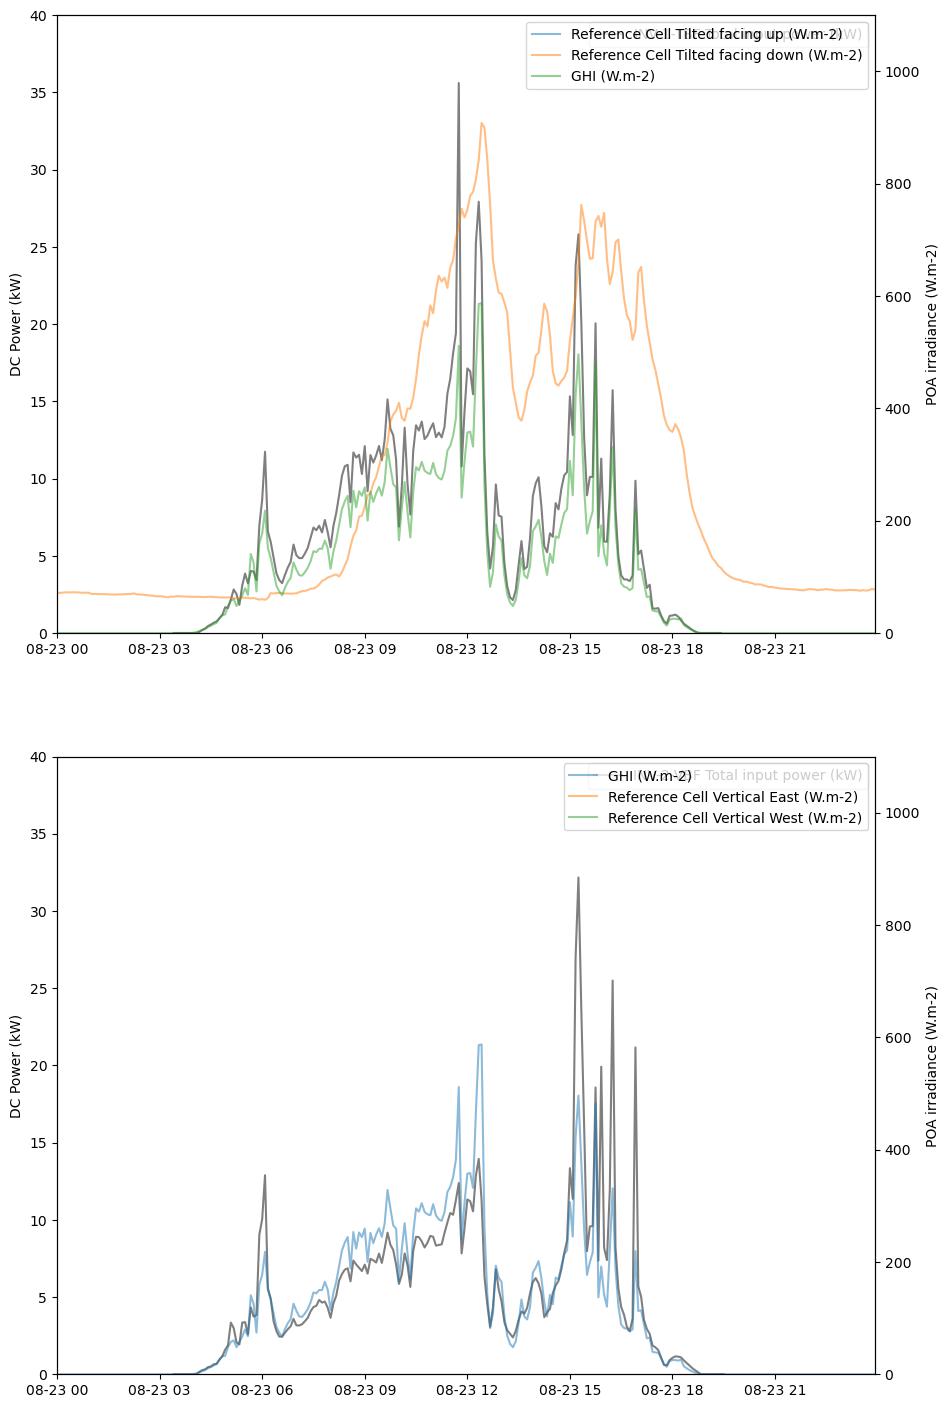 40
35
30
25
20
15
10
5
0
DC Power (kW)
Reference Cell Tilted facing up (W.m-2)
Reference Cell Tilted facing down (W.m-2)
GHI (W.m-2)
1000
800
600
400
200
0
POA irradiance (W.m-2)
08-23 00 08-23 03 08-23 06 08-23 09 08-23 12 08-23 15 08-23 18 08-23 21
40
35
30
25
20
15
10
5
0
DC Power (kW)
Total input power (kW)
GHI (W.m-2)
Reference Cell Vertical East (W.m-2)
Reference Cell Vertical West (W.m-2)
1000
800
600
400
200
0
POA irradiance (W.m-2)
08-23 00 08-23 03 08-23 06 08-23 09 08-23 12 08-23 15 08-23 18 08-23 21